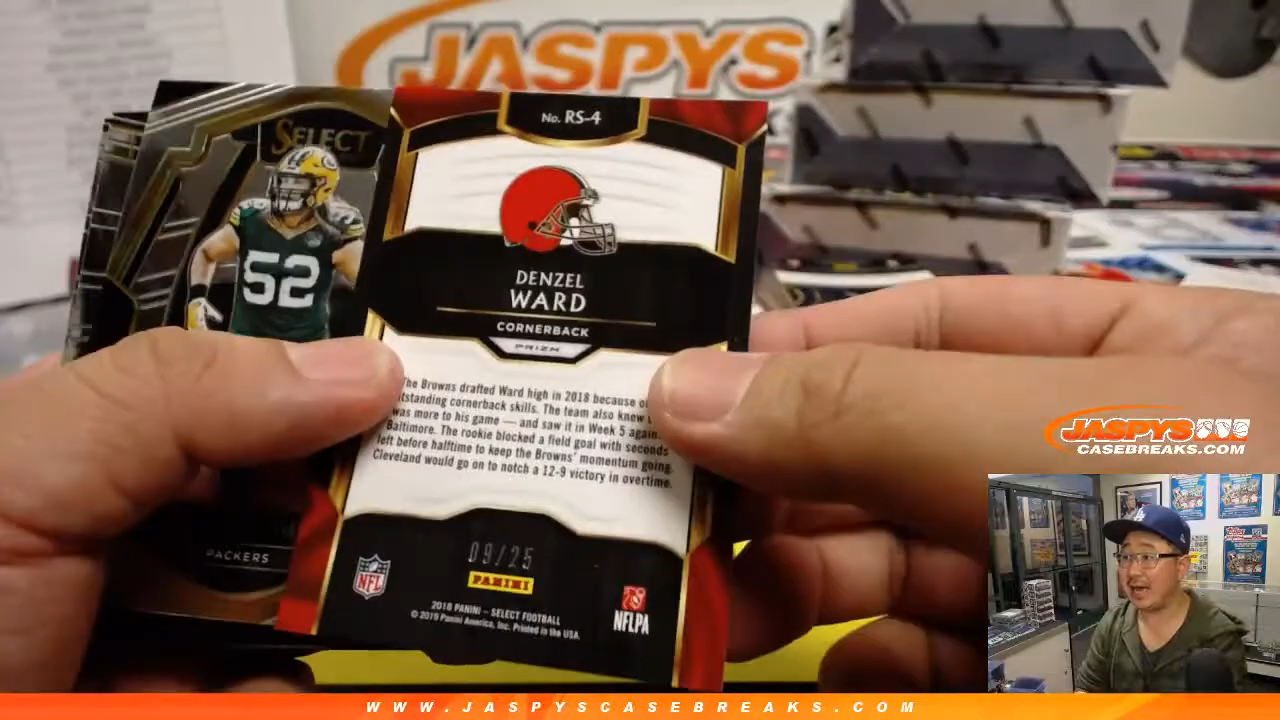 JASPYS
SELECT
52
PACKERS
No. RS-4
DENZEL
WARD
CORNERBACK
PRIZM
The Browns drafted Ward high in 2018 because
tstanding cornerback skills. The team also knew
was more to his game — and saw it in Week 5 again
Baltimore. The rookie blocked a field goal with seconds
left before halftime to keep the Browns' momentum going.
Cleveland would go on to notch a 12-9 victory in overtime.
09/25
PANINI
NFL
NFLPA
2018 PANINI – SELECT FOOTBALL
© 2019 Panini America, Inc. Printed in the USA.
JASPYS
CASEBREAKS.COM
Topps
WWW.JASPYSCASEBREAKS.COM